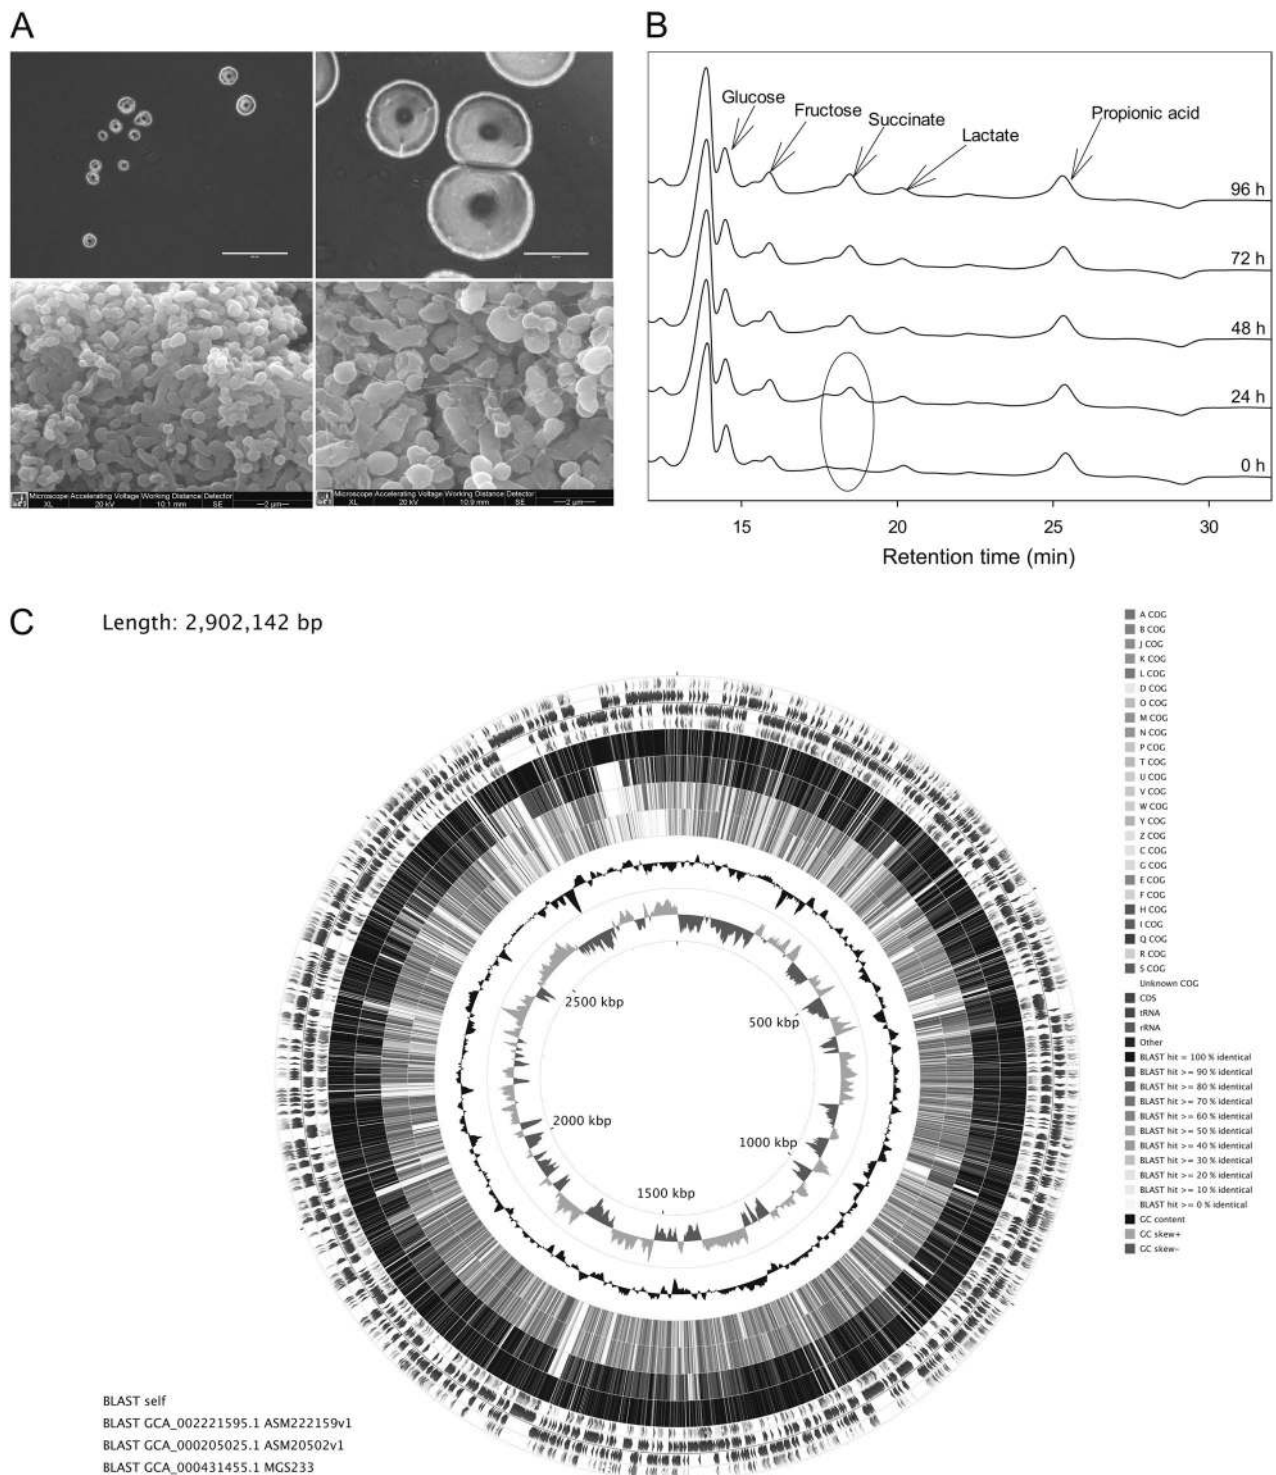 A
B
Glucose
Fructose
Succinate
Lactate
Propionic acid
96 h
72 h
48 h
24 h
0 h
15 20 25 30
Retention time (min)
Microscope Accelerating Voltage Working Distance Detector
XL 20 kV 10.1 mm SE 2 µm
Microscope Accelerating Voltage Working Distance Detector
XL 20 kV 10.9 mm SE 2 µm
C
Length: 2,902,142 bp
500 kbp
1000 kbp
1500 kbp
2000 kbp
2500 kbp
A COG
B COG
J COG
K COG
L COG
D COG
O COG
M COG
N COG
P COG
T COG
U COG
V COG
W COG
Y COG
Z COG
C COG
G COG
E COG
F COG
H COG
I COG
Q COG
R COG
S COG
Unknown COG
CDS
tRNA
rRNA
Other
BLAST hit = 100 % identical
BLAST hit >= 90 % identical
BLAST hit >= 80 % identical
BLAST hit >= 70 % identical
BLAST hit >= 60 % identical
BLAST hit >= 50 % identical
BLAST hit >= 40 % identical
BLAST hit >= 30 % identical
BLAST hit >= 20 % identical
BLAST hit >= 10 % identical
BLAST hit >= 0 % identical
GC content
GC skew+
GC skew-
BLAST self
BLAST GCA_002221595.1 ASM222159v1
BLAST GCA_000205025.1 ASM20502v1
BLAST GCA_000431455.1 MGS233